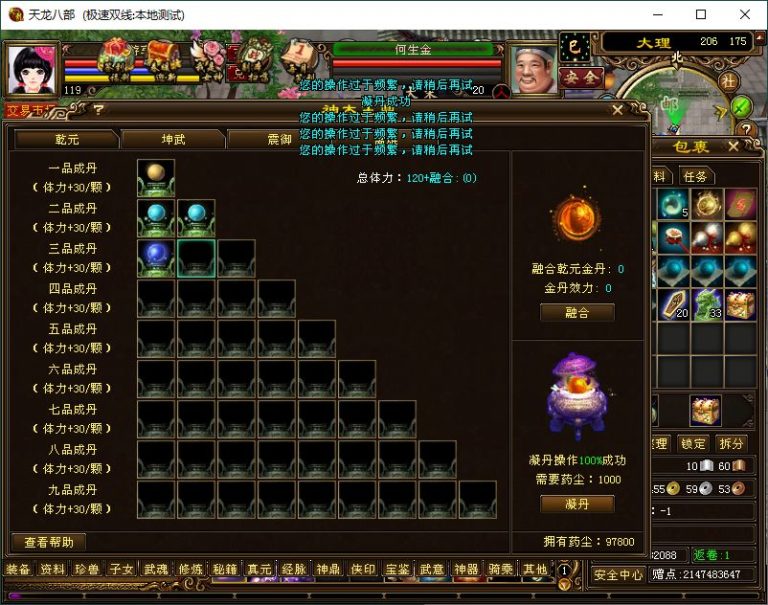 天龙八部 (极速双线:本地测试)
何生金
大理 206 175
北
119
20
安全
社
您的操作过于频繁，请稍后再试
凝丹成功
您的操作过于频繁，请稍后再试
您的操作过于频繁，请稍后再试
您的操作过于频繁，请稍后再试
交易市场
?
乾元
坤武
震御
包裹
料
任务
总体力：120+融合：(0)
一品成丹
(体力+30/颗)
二品成丹
(体力+30/颗)
三品成丹
(体力+30/颗)
四品成丹
(体力+30/颗)
五品成丹
(体力+30/颗)
六品成丹
(体力+30/颗)
七品成丹
(体力+30/颗)
八品成丹
(体力+30/颗)
九品成丹
(体力+30/颗)
融合乾元金丹：0
金丹效力：0
融合
凝丹操作100%成功
需要药尘：1000
凝丹
拥有药尘：97800
查看帮助
5
20
33
锁定
拆分
10
60
55
59
53
：-1
返卷:1
安全中心
赠点:2147483647
装备
资料
珍兽
子女
武魂
修炼
秘籍
真元
经脉
神鼎
侠印
宝鉴
武意
神器
骑乘
其他
1